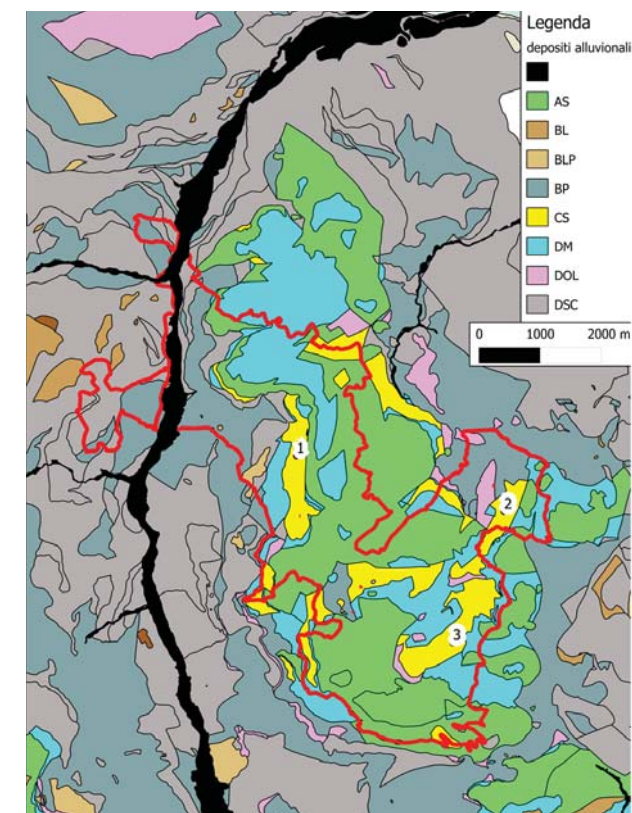 Legenda
depositi alluvionali
AS
BL
BLP
BP
CS
DM
DOL
DSC
0 1000 2000 m
1
2
3